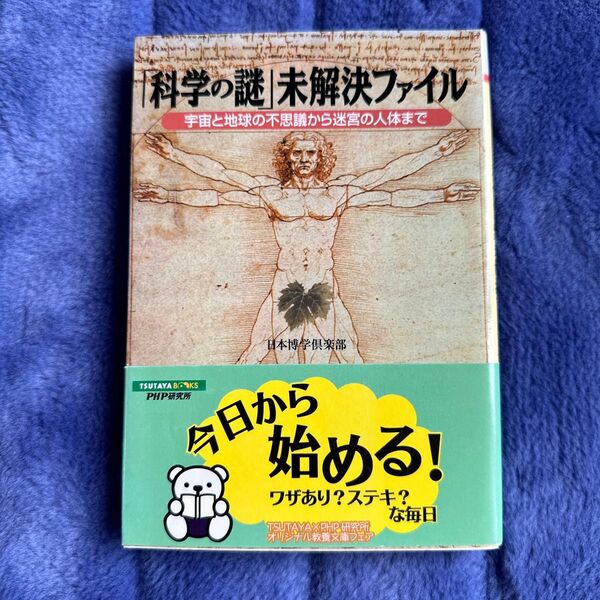 「科学の謎」未解決ファイル
宇宙と地球の不思議から迷宮の人体まで
日本博学倶楽部
TSUTAYA BOOKS
PHP研究所
今日から
始める!
ワザあり?ステキ?
な毎日
TSUTAYA×PHP研究所
オリジナル教養文庫フェア